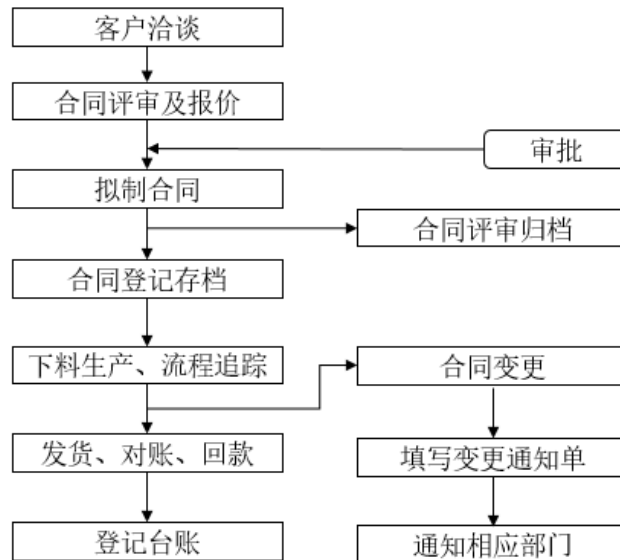 客户洽谈
合同评审及报价
审批
拟制合同
合同评审归档
合同登记存档
下料生产、流程追踪
合同变更
发货、对账、回款
填写变更通知单
登记台账
通知相应部门